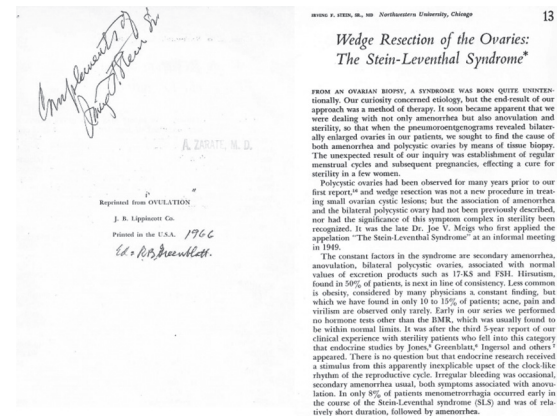 Compliments of
Irving F. Stein Sr.
A. ZARATE, M. D.
Reprinted from OVULATION
J. B. Lippincott Co.
Printed in the U.S.A. 1966
Ed. R.B. Greenblatt.
IRVING F. STEIN, SR., MD Northwestern University, Chicago
13
Wedge Resection of the Ovaries:
The Stein-Leventhal Syndrome*
FROM AN OVARIAN BIOPSY, A SYNDROME WAS BORN QUITE UNINTEN-
tionally. Our curiosity concerned etiology, but the end-result of our
approach was a method of therapy. It soon became apparent that we
were dealing with not only amenorrhea but also anovulation and
sterility, so that when the pneumoroentgenograms revealed bilater-
ally enlarged ovaries in our patients, we sought to find the cause of
both amenorrhea and polycystic ovaries by means of tissue biopsy.
The unexpected result of our inquiry was establishment of regular
menstrual cycles and subsequent pregnancies, effecting a cure for
sterility in a few women.
Polycystic ovaries had been observed for many years prior to our
first report, and wedge resection was not a new procedure in treat-
ing small ovarian cystic lesions; but the association of amenorrhea
and the bilateral polycystic ovary had not been previously described,
nor had the significance of this symptom complex in sterility been
recognized. It was the late Dr. Joe V. Meigs who first applied the
appelation "The Stein-Leventhal Syndrome" at an informal meeting
in 1949.
The constant factors in the syndrome are secondary amenorrhea,
anovulation, bilateral polycystic ovaries, associated with normal
values of excretion products such as 17-KS and FSH. Hirsutism,
found in 50% of patients, is next in line of consistency. Less common
is obesity, considered by many physicians a constant finding, but
which we have found in only 10 to 15% of patients; acne, pain and
virilism are observed only rarely. Early in our series we performed
no hormone tests other than the BMR, which was usually found to
be within normal limits. It was after the third 5-year report of our
clinical experience with sterility patients who fell into this category
that endocrine studies by Jones, Greenblatt, Ingersol and others
appeared. There is no question but that endocrine research received
a stimulus from this apparently inexplicable upset of the clock-like
rhythm of the reproductive cycle. Irregular bleeding was occasional,
secondary amenorrhea usual, both symptoms associated with anovu-
lation. In only 8% of patients menometrorrhagia occurred early in
the course of the Stein-Leventhal syndrome (SLS) and was of rela-
tively short duration, followed by amenorrhea.